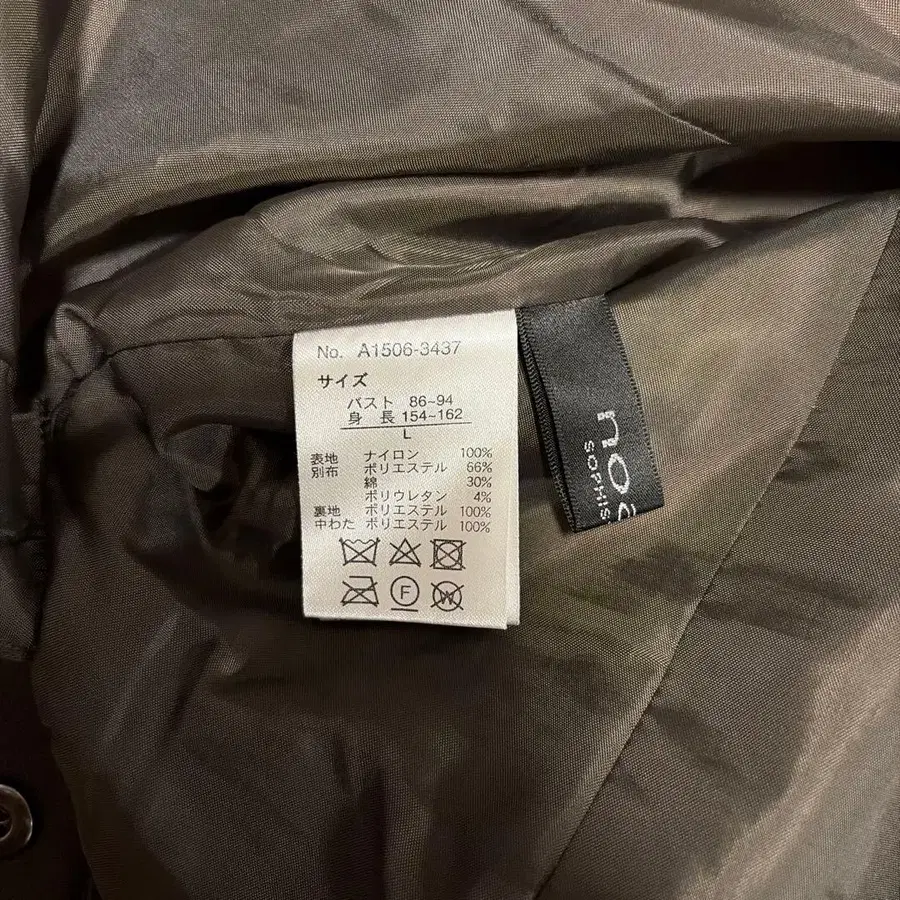 No. A1506-3437
サイズ
バスト 86~94
身 長 154~162
L
表地 ナイロン 100%
別布 ポリエステル 66%
綿 30%
ポリウレタン 4%
裏地 ポリエステル 100%
中わた ポリエステル 100%
F
W